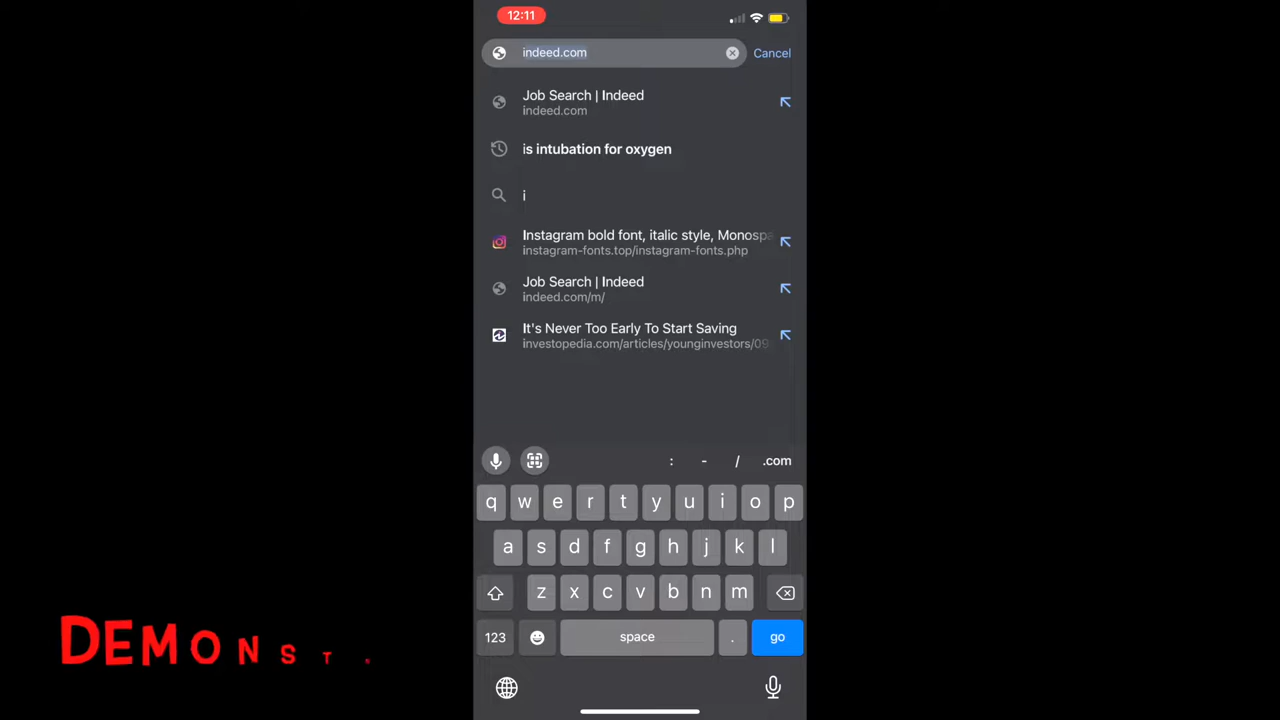 12:11
indeed.com
Cancel
Job Search | Indeed
indeed.com
is intubation for oxygen
i
Instagram bold font, italic style, Monospa
instagram-fonts.top/instagram-fonts.php
Job Search | Indeed
indeed.com/m/
It's Never Too Early To Start Saving
investopedia.com/articles/younginvestors/09
: - / .com
q w e r t y u i o p
a s d f g h j k l
z x c v b n m
123 space . go
DEMONST